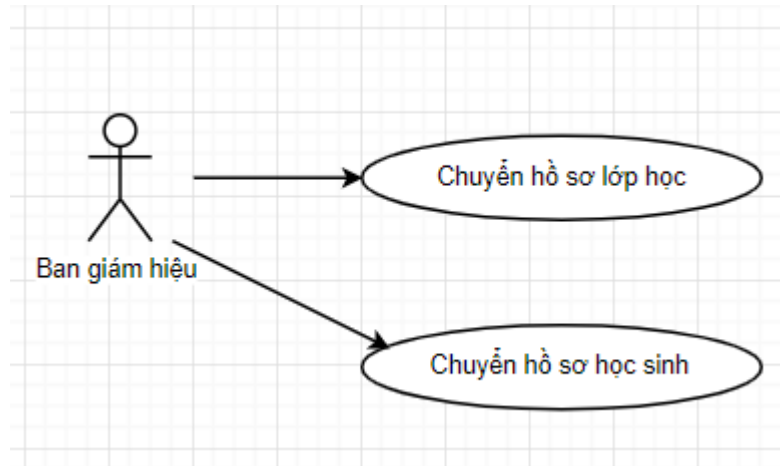 Chuyển hồ sơ lớp học
Ban giám hiệu
Chuyển hồ sơ học sinh